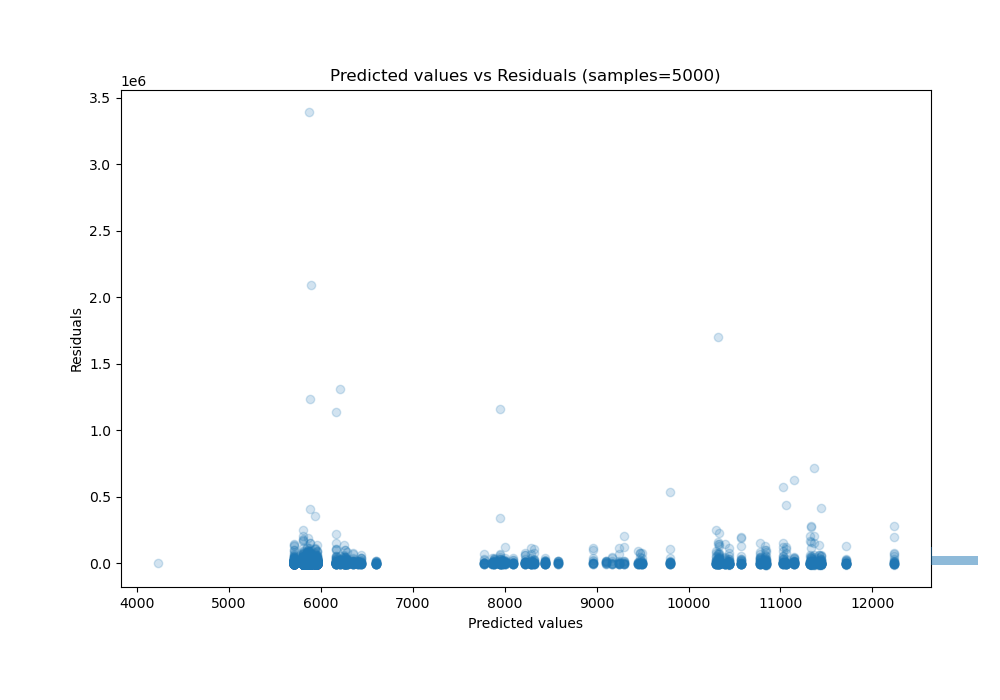 Predicted values vs Residuals (samples=5000)
1e6
3.5
3.0
2.5
2.0
1.5
1.0
0.5
0.0
Residuals
4000 5000 6000 7000 8000 9000 10000 11000 12000
Predicted values